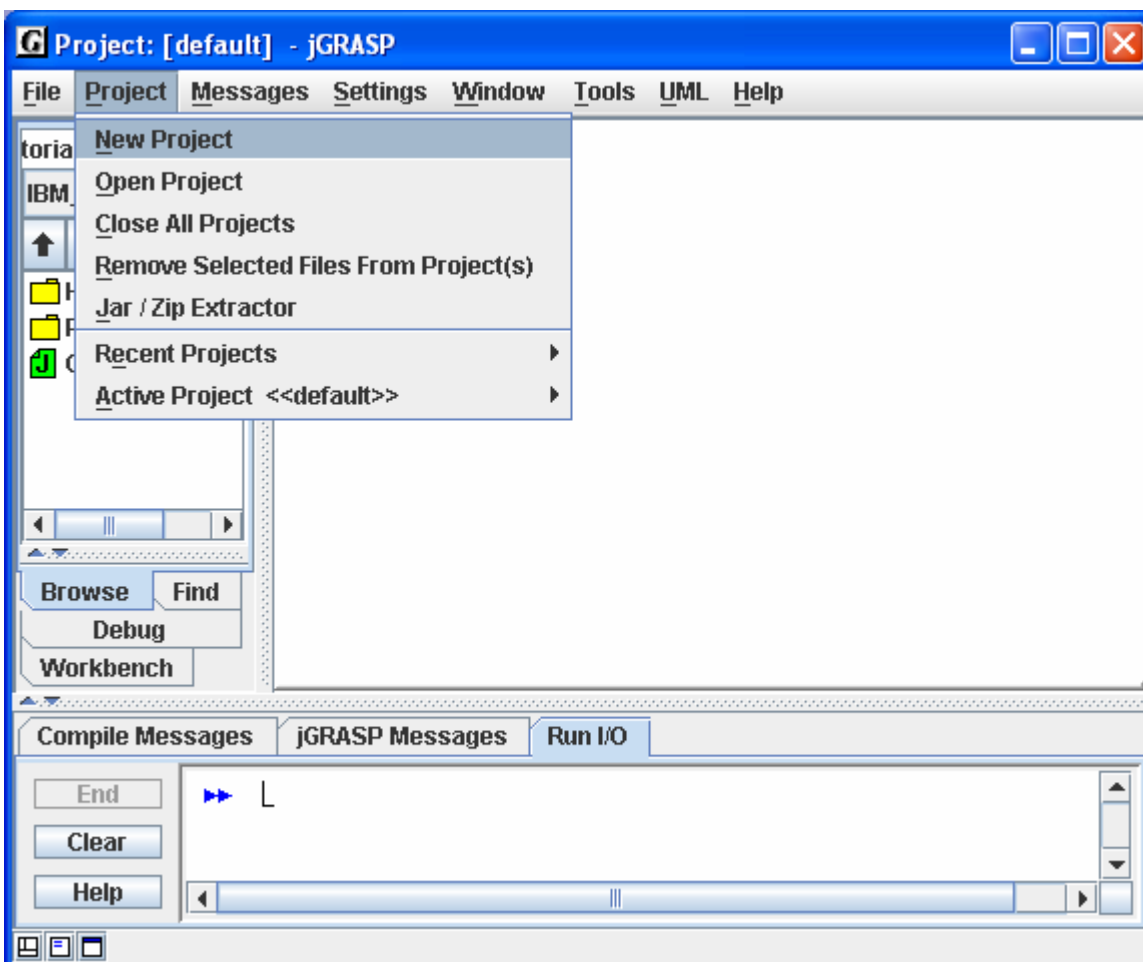 Project: [default] - jGRASP
File Project Messages Settings Window Tools UML Help
toria
New Project
IBM_
Open Project
Close All Projects
Remove Selected Files From Project(s)
Jar / Zip Extractor
Recent Projects
Active Project <<default>>
Browse Find
Debug
Workbench
Compile Messages jGRASP Messages Run I/O
End
Clear
Help